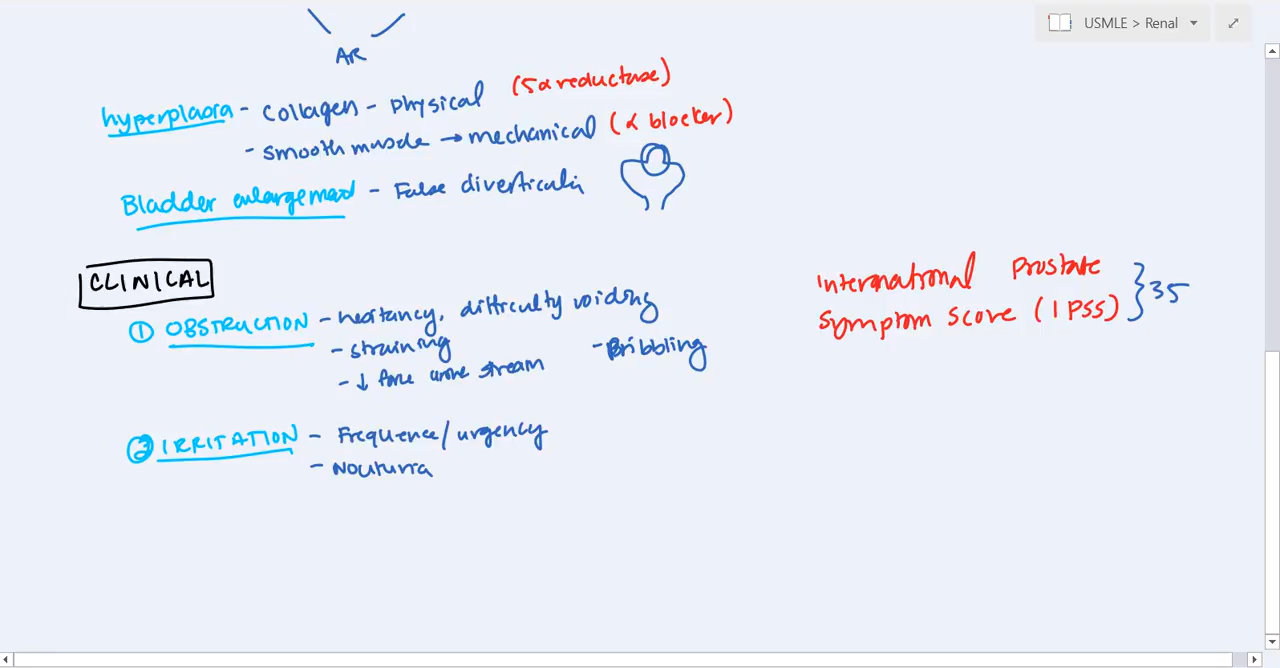 USMLE > Renal
AR
hyperplasia - collagen - physical (5α reductase)
- smooth muscle → mechanical (α blocker)
Bladder enlargement - False diverticuli
CLINICAL
① OBSTRUCTION - hesitancy, difficulty voiding
- straining - Dribbling
- ↓ force urine stream
② IRRITATION - Frequence/urgency
- Nocturia
International Prostate
Symptom Score (IPSS) } 35